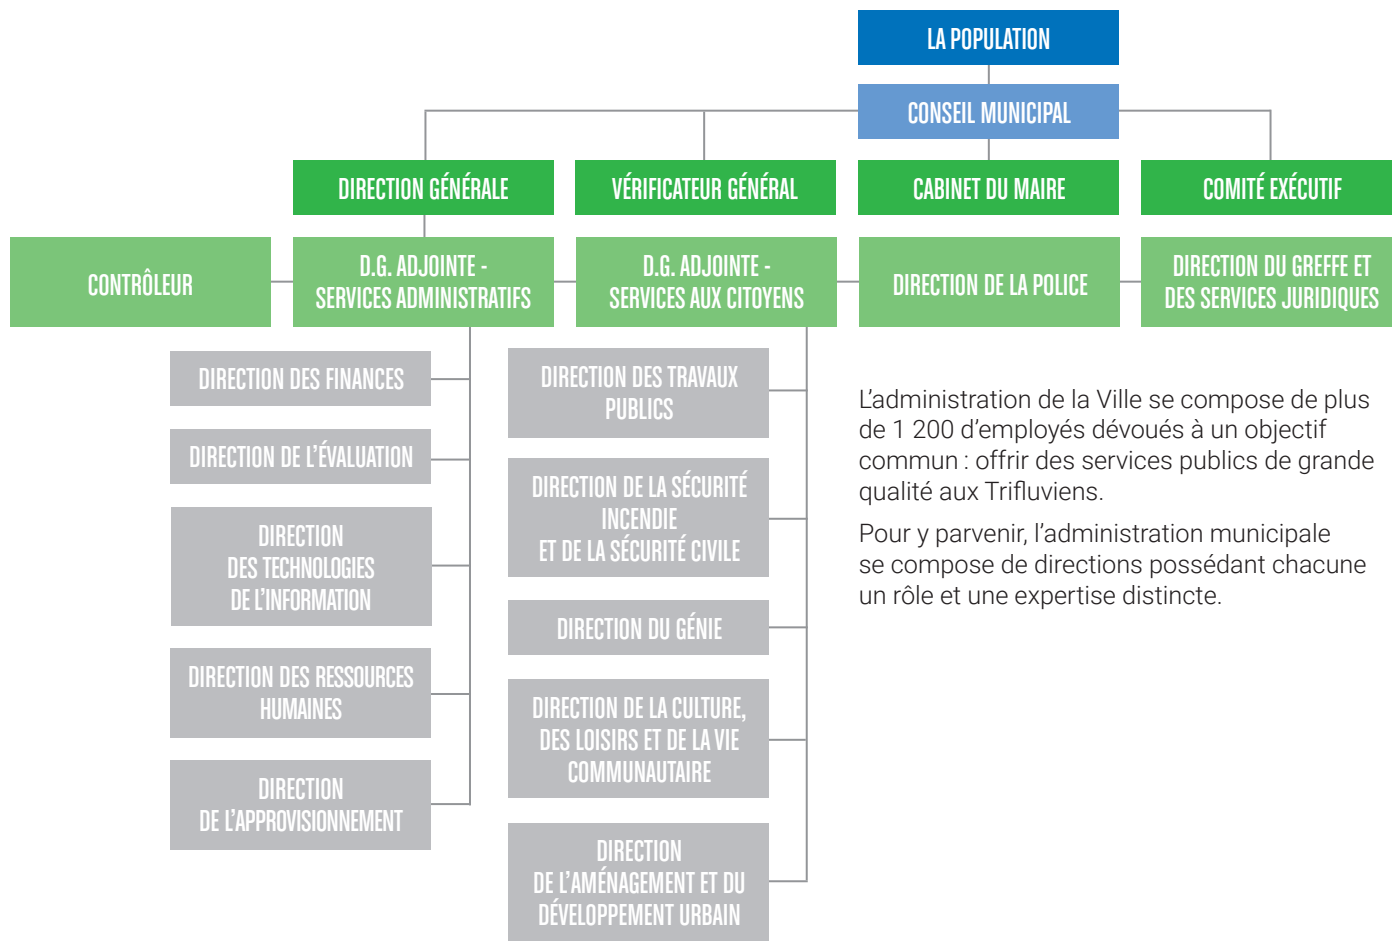 LA POPULATION
CONSEIL MUNICIPAL
DIRECTION GÉNÉRALE
VÉRIFICATEUR GÉNÉRAL
CABINET DU MAIRE
COMITÉ EXÉCUTIF
CONTRÔLEUR
D.G. ADJOINTE -
SERVICES ADMINISTRATIFS
D.G. ADJOINTE -
SERVICES AUX CITOYENS
DIRECTION DE LA POLICE
DIRECTION DU GREFFE ET
DES SERVICES JURIDIQUES
DIRECTION DES FINANCES
DIRECTION DE L'ÉVALUATION
DIRECTION
DES TECHNOLOGIES
DE L'INFORMATION
DIRECTION DES RESSOURCES
HUMAINES
DIRECTION
DE L'APPROVISIONNEMENT
DIRECTION DES TRAVAUX
PUBLICS
DIRECTION DE LA SÉCURITÉ
INCENDIE
ET DE LA SÉCURITÉ CIVILE
DIRECTION DU GÉNIE
DIRECTION DE LA CULTURE,
DES LOISIRS ET DE LA VIE
COMMUNAUTAIRE
DIRECTION
DE L'AMÉNAGEMENT ET DU
DÉVELOPPEMENT URBAIN
L'administration de la Ville se compose de plus
de 1 200 d'employés dévoués à un objectif
commun : offrir des services publics de grande
qualité aux Trifluviens.
Pour y parvenir, l'administration municipale
se compose de directions possédant chacune
un rôle et une expertise distincte.